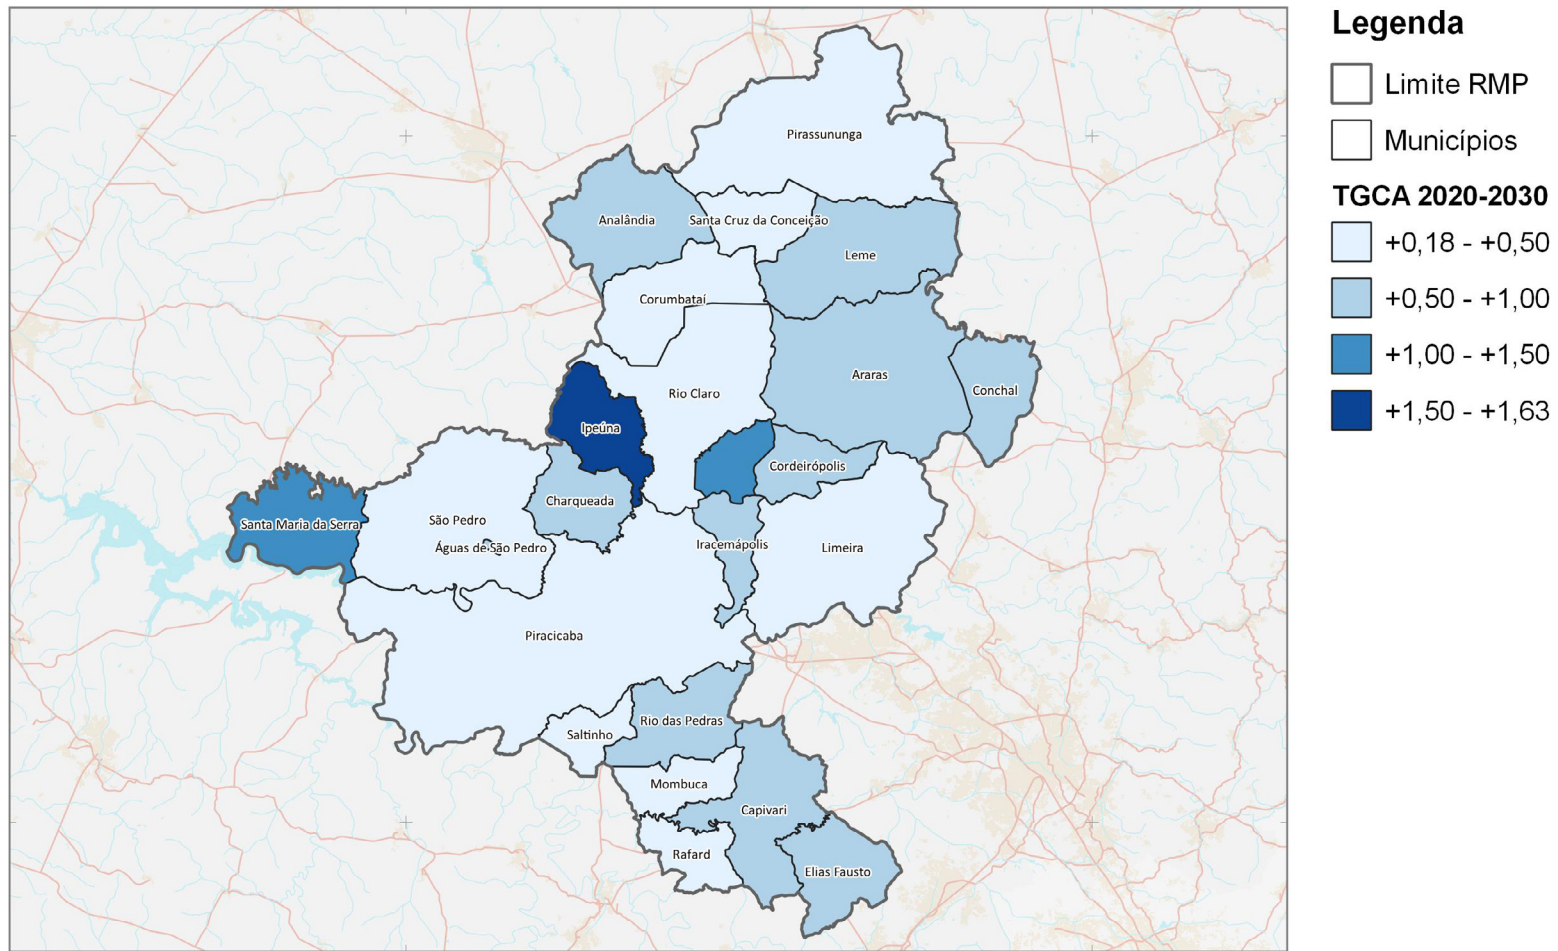 Pirassununga
Analândia
Santa Cruz da Conceição
Leme
Corumbataí
Araras
Conchal
Rio Claro
Ipeúna
Cordeirópolis
Charqueada
São Pedro
Santa Maria da Serra
Águas de São Pedro
Iracemápolis
Limeira
Piracicaba
Rio das Pedras
Saltinho
Mombuca
Capivari
Rafard
Elias Fausto
Legenda
Limite RMP
Municípios
TGCA 2020-2030
+0,18 - +0,50
+0,50 - +1,00
+1,00 - +1,50
+1,50 - +1,63